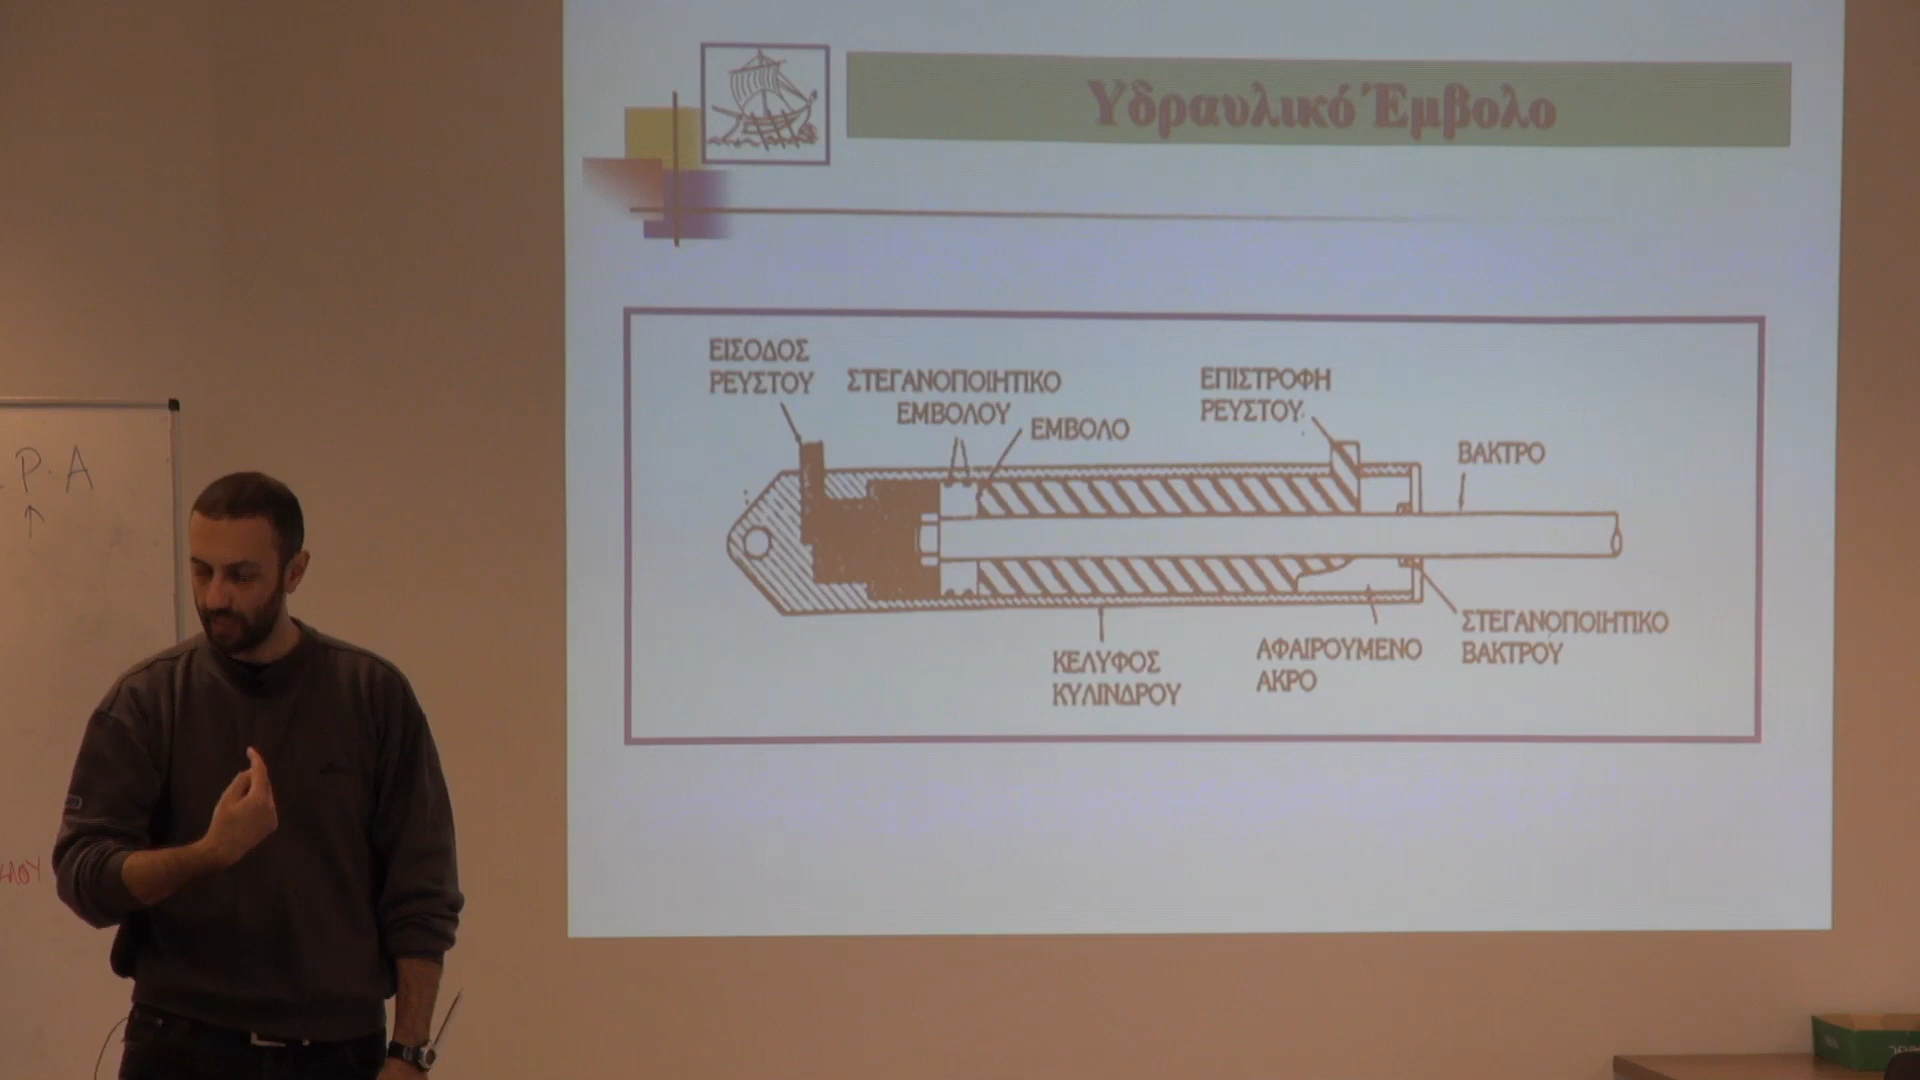 Υδραυλικό Έμβολο
ΕΙΣΟΔΟΣ
ΡΕΥΣΤΟΥ
ΣΤΕΓΑΝΟΠΟΙΗΤΙΚΟ
ΕΜΒΟΛΟΥ
ΕΜΒΟΛΟ
ΕΠΙΣΤΡΟΦΗ
ΡΕΥΣΤΟΥ
ΒΑΚΤΡΟ
ΣΤΕΓΑΝΟΠΟΙΗΤΙΚΟ
ΒΑΚΤΡΟΥ
ΑΦΑΙΡΟΥΜΕΝΟ
ΑΚΡΟ
ΚΕΛΥΦΟΣ
ΚΥΛΙΝΔΡΟΥ
P·A